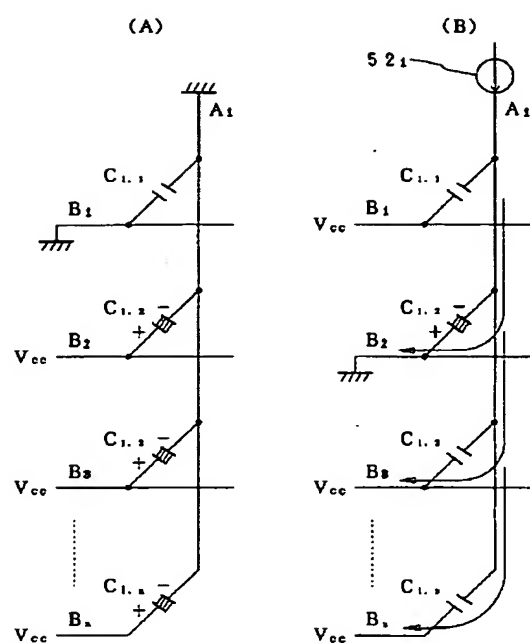 (A)
A₁
C₁.₁
B₁
C₁.₂ −
+
B₂
Vcc
C₁.₃ −
+
B₃
Vcc
C₁.ₙ −
+
Bₙ
Vcc
(B)
52₁
A₁
C₁.₁
B₁
Vcc
C₁.₂ −
+
B₂
C₁.₃
B₃
Vcc
C₁.ₙ
Bₙ
Vcc